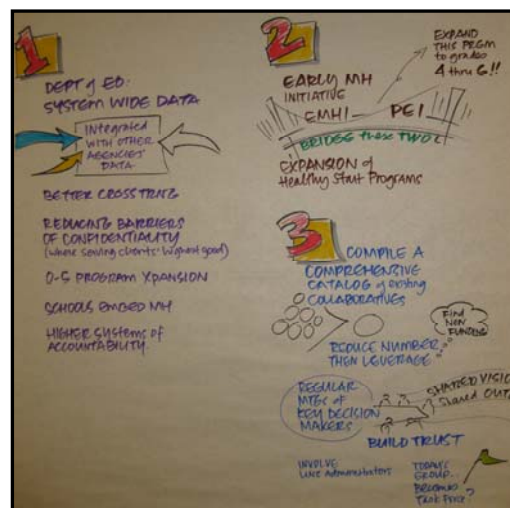 1
DEPT of ED:
SYSTEM WIDE DATA
INTEGRATED
WITH OTHER
AGENCIES
DATA
BETTER CROSS TRNG
REDUCING BARRIERS
OF CONFIDENTIALITY
(where serving clients' highest good)
0-5 PROGRAM XPANSION
SCHOOLS EMBED MH
HIGHER SYSTEMS of
ACCOUNTABILITY.
2
EXPAND
THIS PRGM
to grades
4 thru 6!!
EARLY MH
INITIATIVE
EMHI — PEI
BRIDGE these TWO
EXPANSION of
Healthy Start Programs
3
COMPILE A
COMPREHENSIVE
CATALOG of existing
COLLABORATIVES
FIND
NEW
FUNDING
REDUCE NUMBER
THEN LEVERAGE
REGULAR
MTGS of
KEY DECISION
MAKERS
SHARED VISIO
Shared OUT
BUILD TRUST
INVOLVE
LINE Administrators
TODAY'S
GROUP...
BECOMES
TASK FORCE?